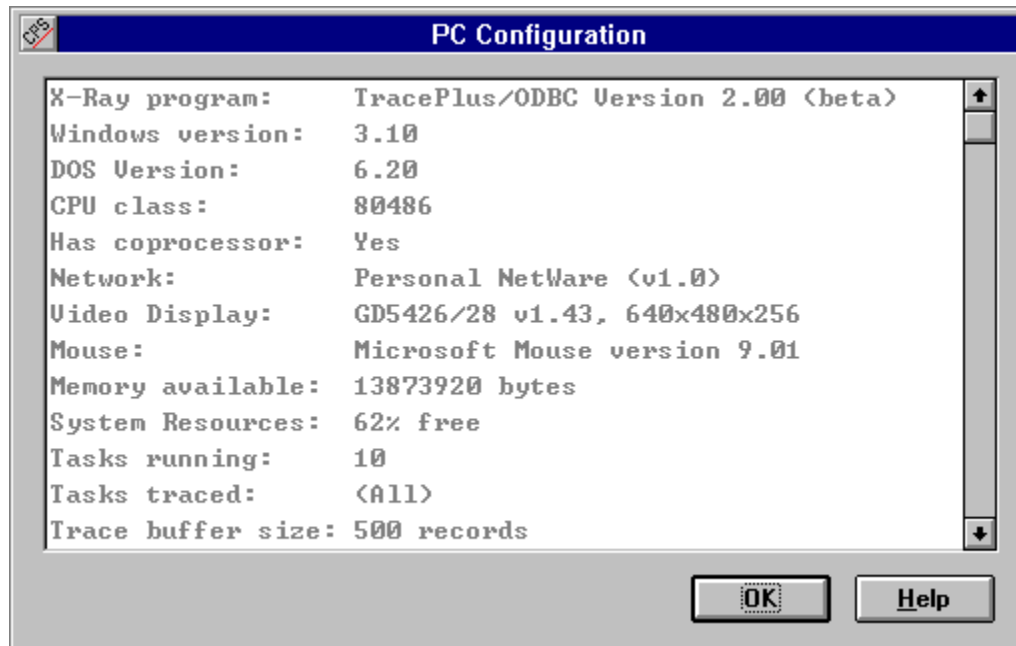 CPS
PC Configuration
X-Ray program: TracePlus/ODBC Version 2.00 (beta)
Windows version: 3.10
DOS Version: 6.20
CPU class: 80486
Has coprocessor: Yes
Network: Personal NetWare (v1.0)
Video Display: GD5426/28 v1.43, 640x480x256
Mouse: Microsoft Mouse version 9.01
Memory available: 13873920 bytes
System Resources: 62% free
Tasks running: 10
Tasks traced: (All)
Trace buffer size: 500 records
OK
Help